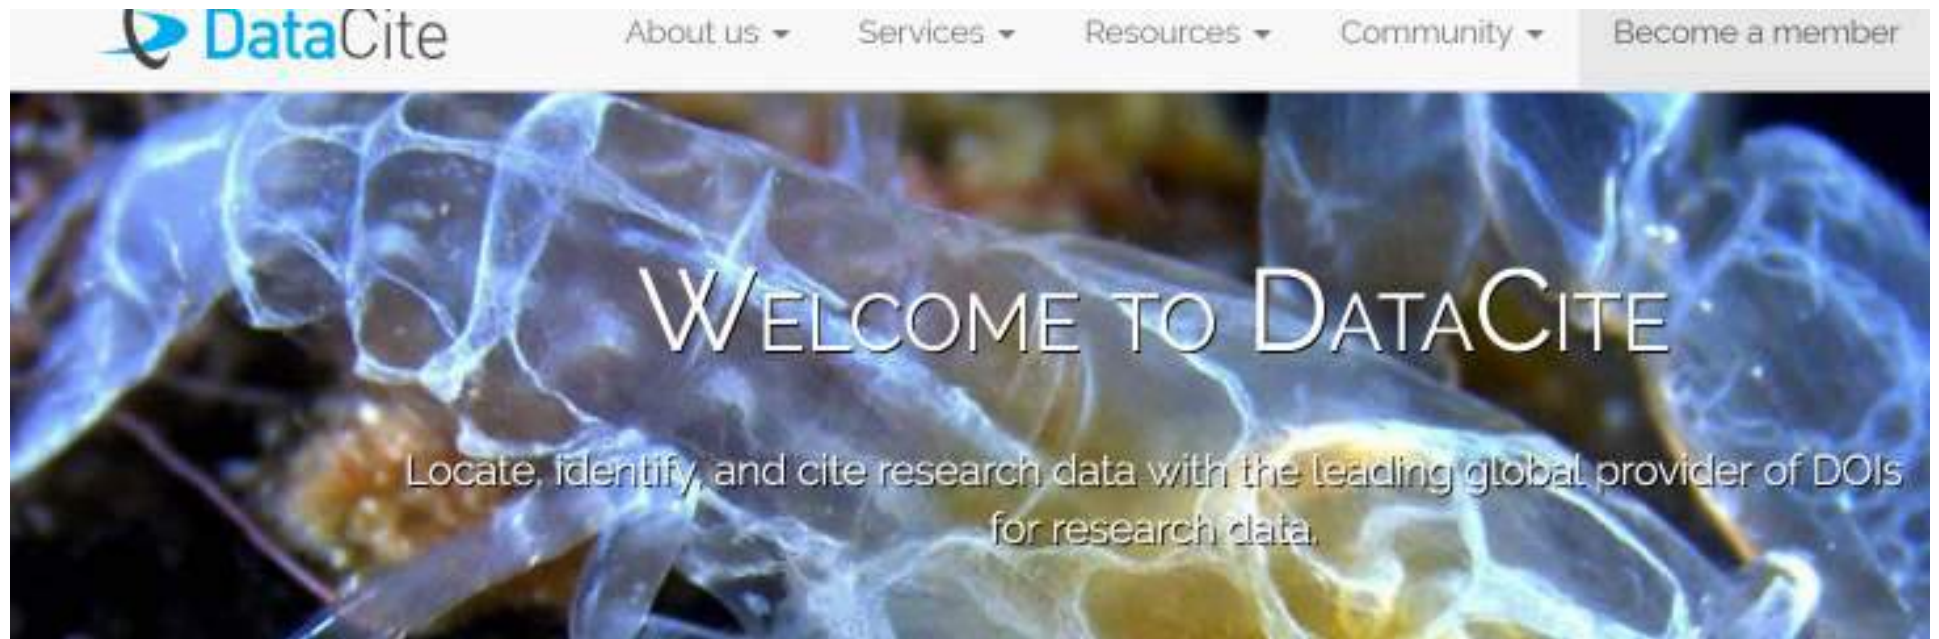 DataCite
About us
Services
Resources
Community
Become a member
WELCOME TO DATACITE
Locate, identify, and cite research data with the leading global provider of DOIs
for research data.